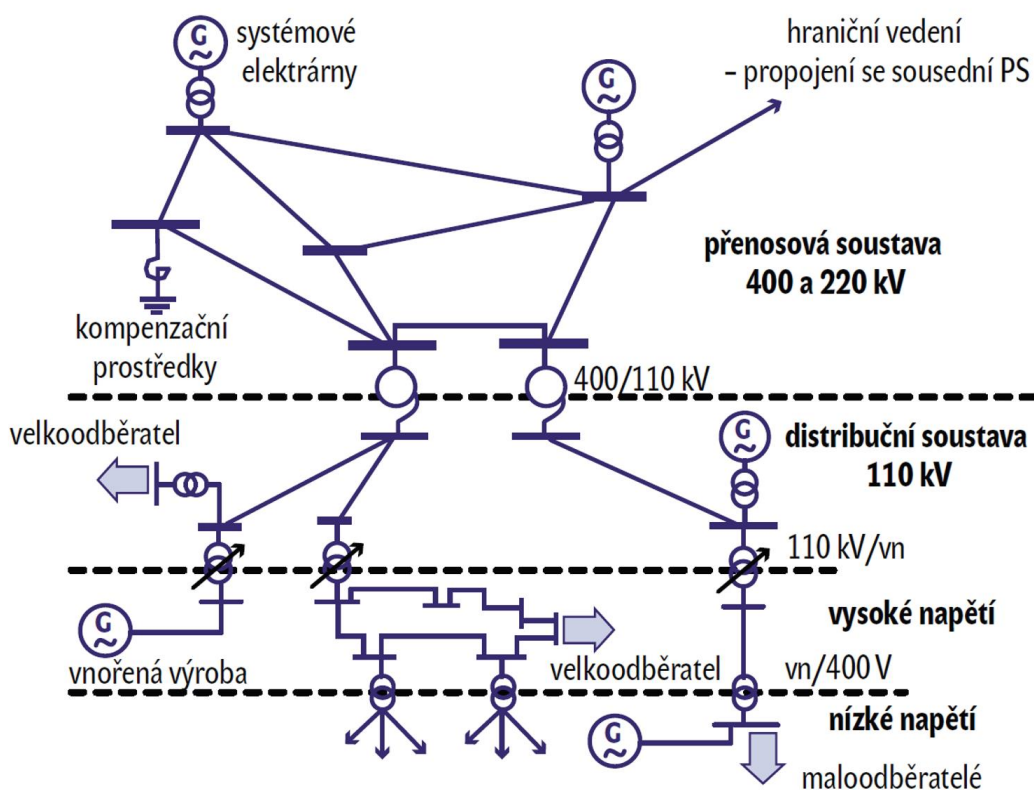 G
systémové
elektrárny
hraniční vedení
– propojení se sousední PS
G
přenosová soustava
400 a 220 kV
kompenzační
prostředky
400/110 kV
velkoodběratel
G
distribuční soustava
110 kV
110 kV/vn
vysoké napětí
G
vnořená výroba
velkoodběratel
vn/400 V
nízké napětí
G
maloodběratelé